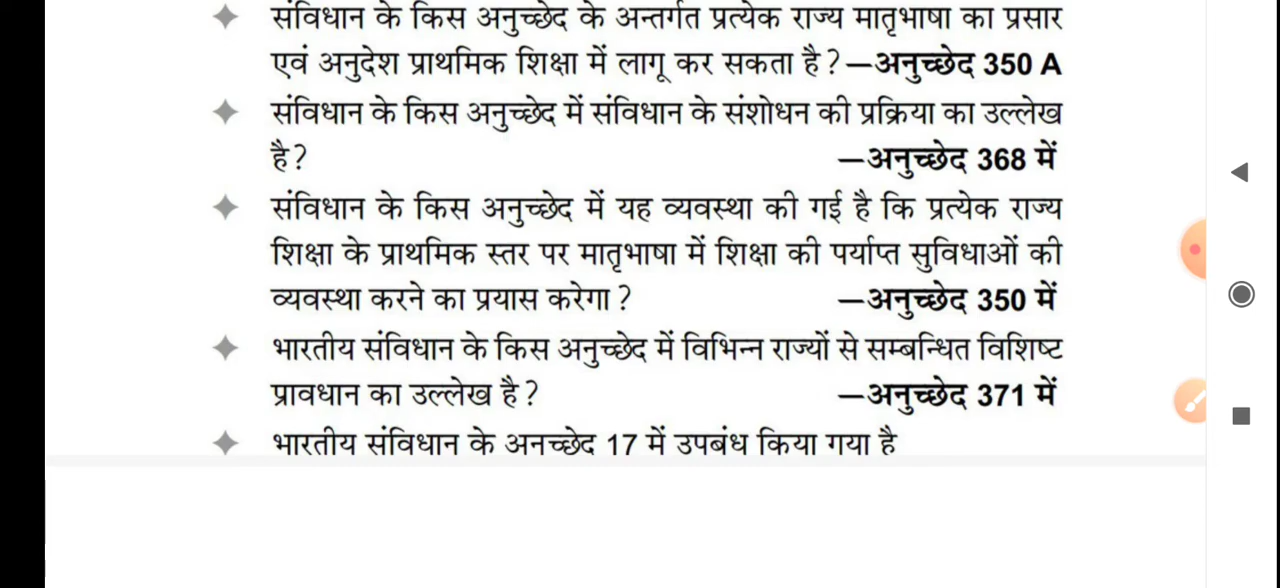 संविधान के किस अनुच्छेद के अन्तर्गत प्रत्येक राज्य मातृभाषा का प्रसार
एवं अनुदेश प्राथमिक शिक्षा में लागू कर सकता है?—अनुच्छेद 350 A
संविधान के किस अनुच्छेद में संविधान के संशोधन की प्रक्रिया का उल्लेख
है? —अनुच्छेद 368 में
संविधान के किस अनुच्छेद में यह व्यवस्था की गई है कि प्रत्येक राज्य
शिक्षा के प्राथमिक स्तर पर मातृभाषा में शिक्षा की पर्याप्त सुविधाओं की
व्यवस्था करने का प्रयास करेगा? —अनुच्छेद 350 में
भारतीय संविधान के किस अनुच्छेद में विभिन्न राज्यों से सम्बन्धित विशिष्ट
प्रावधान का उल्लेख है? —अनुच्छेद 371 में
भारतीय संविधान के अनच्छेद 17 में उपबंध किया गया है